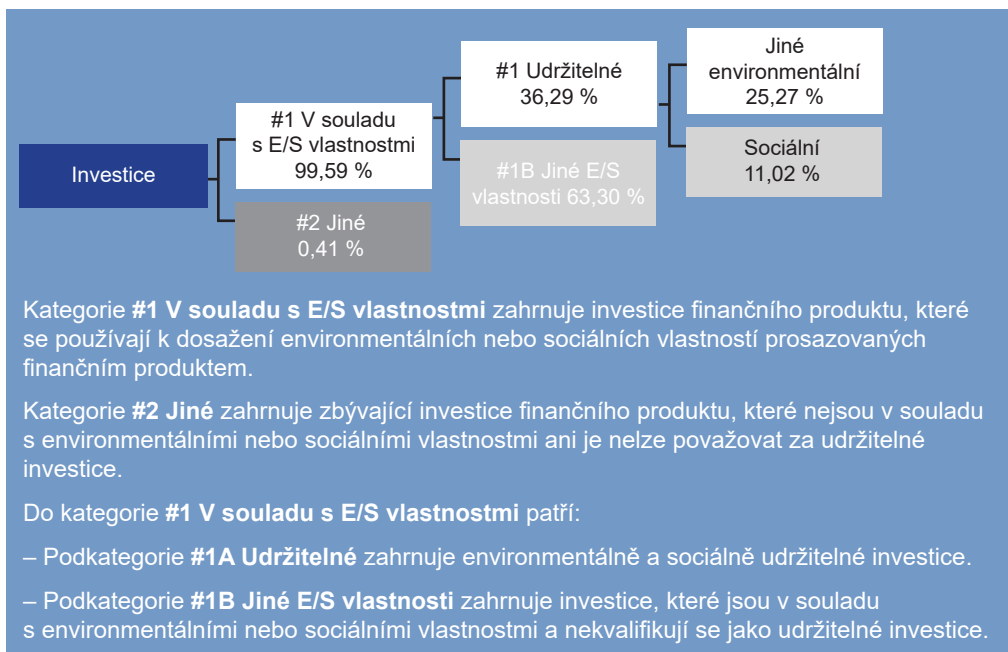 Investice
#1 V souladu
s E/S vlastnostmi
99,59 %
#2 Jiné
0,41 %
#1 Udržitelné
36,29 %
#1B Jiné E/S
vlastnosti 63,30 %
Jiné
environmentální
25,27 %
Sociální
11,02 %
Kategorie #1 V souladu s E/S vlastnostmi zahrnuje investice finančního produktu, které
se používají k dosažení environmentálních nebo sociálních vlastností prosazovaných
finančním produktem.
Kategorie #2 Jiné zahrnuje zbývající investice finančního produktu, které nejsou v souladu
s environmentálními nebo sociálními vlastnostmi ani je nelze považovat za udržitelné
investice.
Do kategorie #1 V souladu s E/S vlastnostmi patří:
– Podkategorie #1A Udržitelné zahrnuje environmentálně a sociálně udržitelné investice.
– Podkategorie #1B Jiné E/S vlastnosti zahrnuje investice, které jsou v souladu
s environmentálními nebo sociálními vlastnostmi a nekvalifikují se jako udržitelné investice.